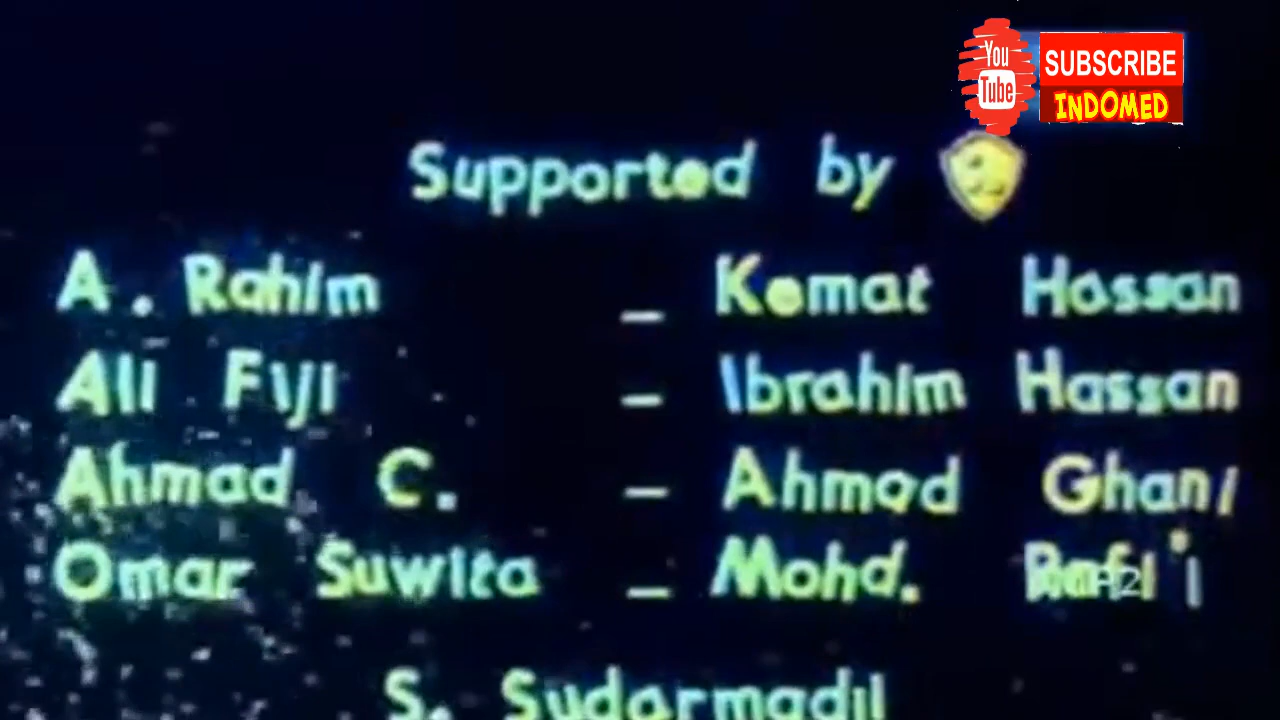 You
Tube
SUBSCRIBE
INDOMED
Supported by
A. Rahim _ Kemat Hassan
Ali Fiji - Ibrahim Hassan
Ahmad C. - Ahmad Ghani
Omar Suwita _ Mohd.
S. Sudarmadji